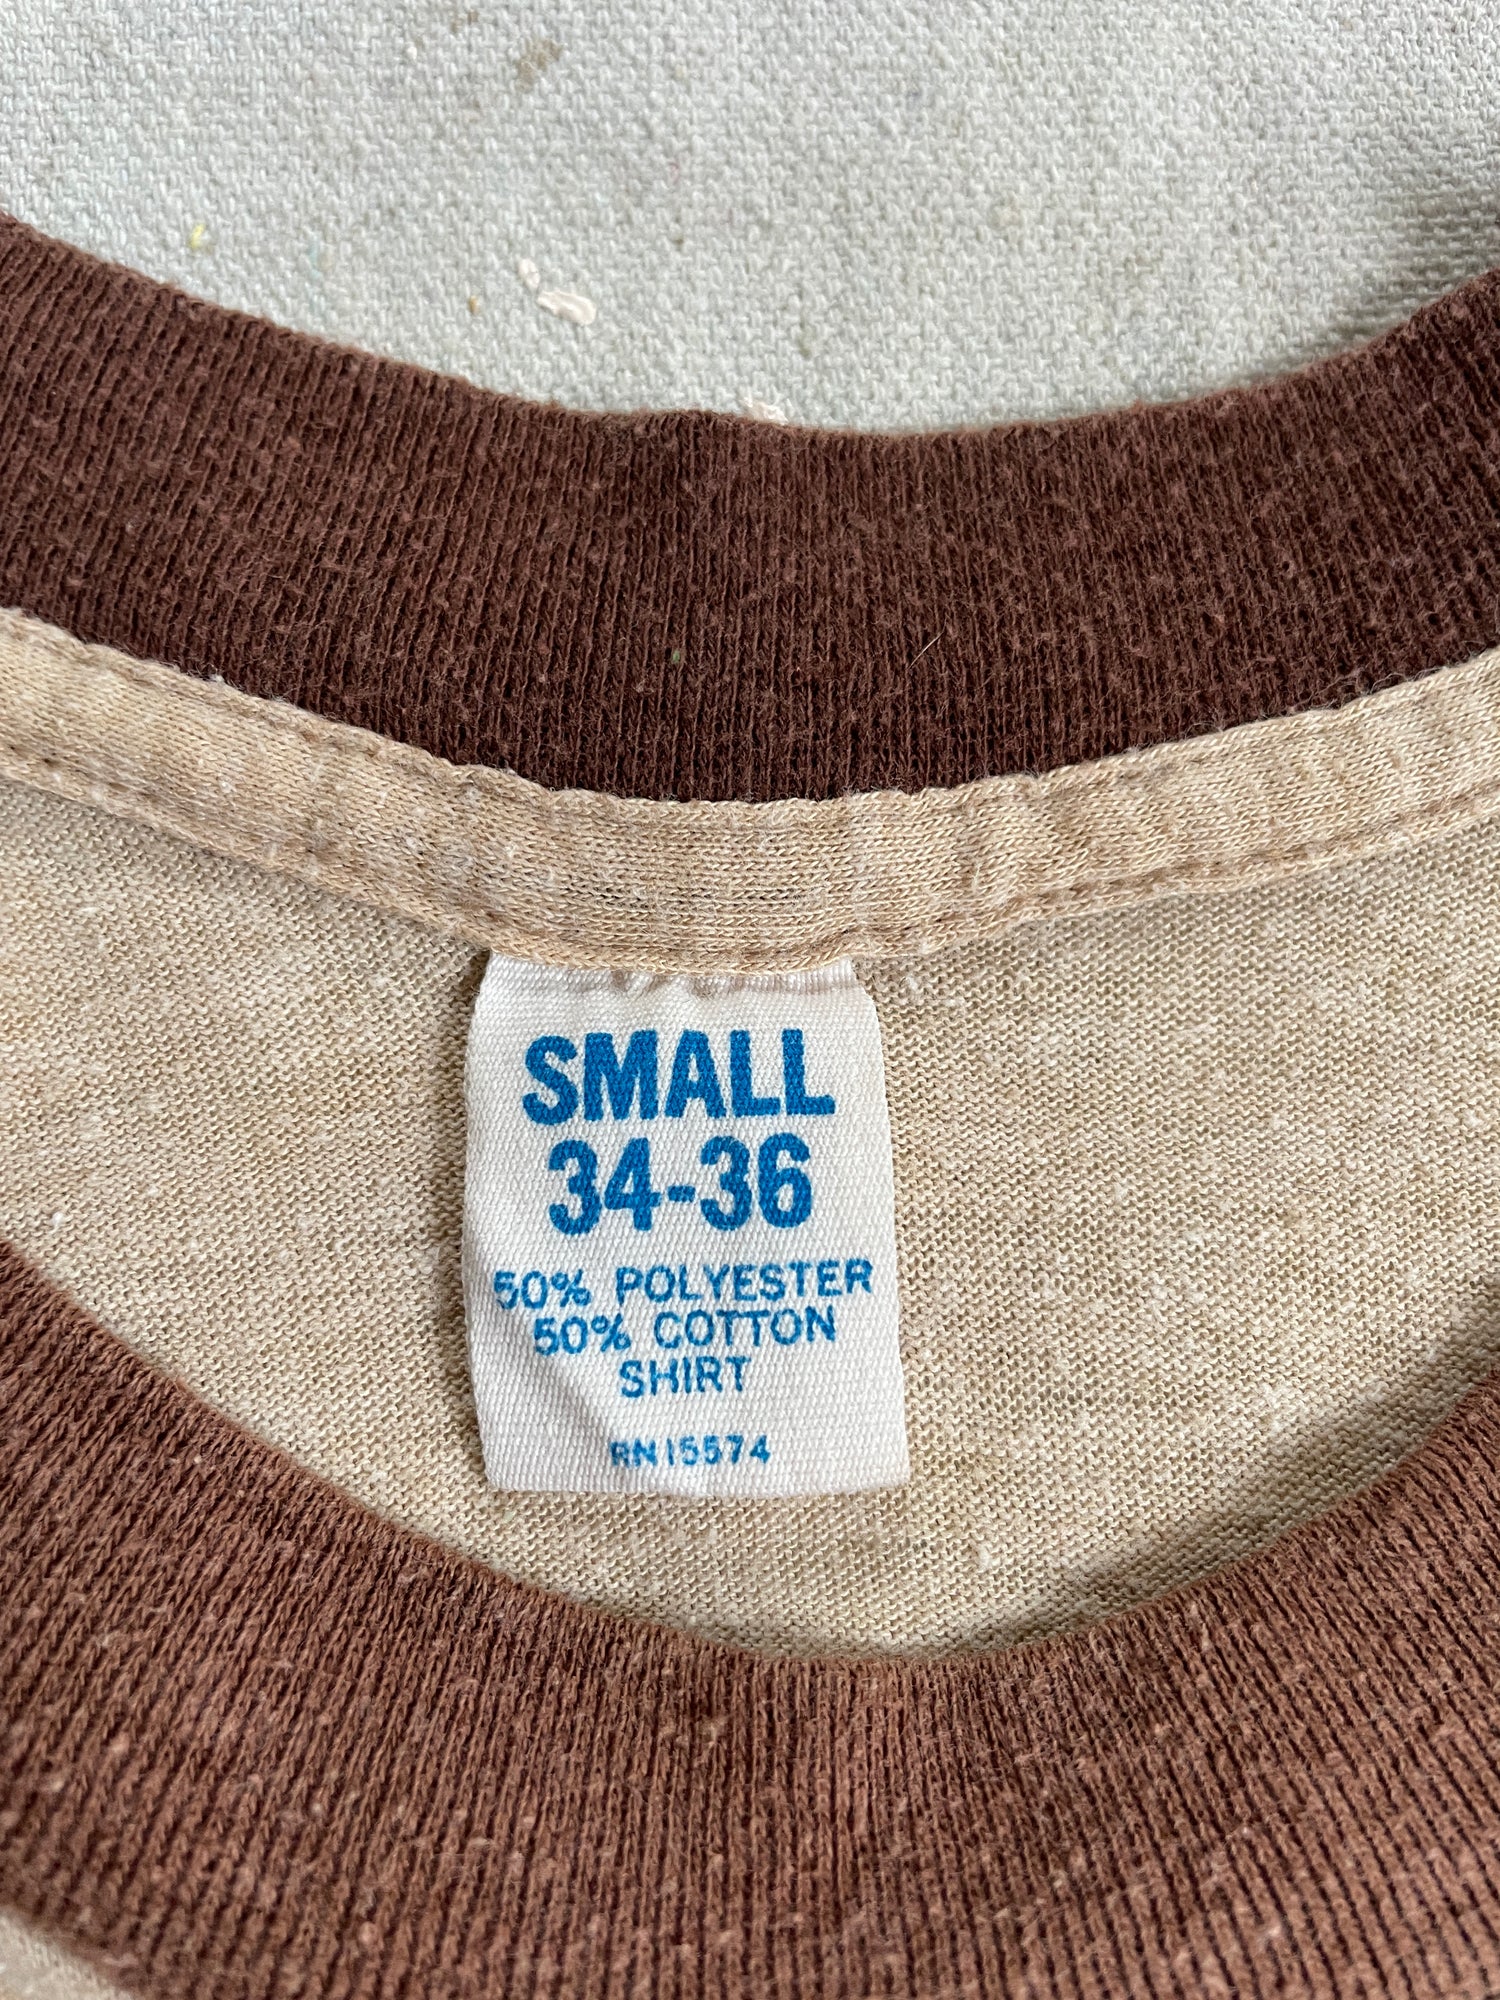 SMALL
34-36
50% POLYESTER
50% COTTON
SHIRT
RN15574